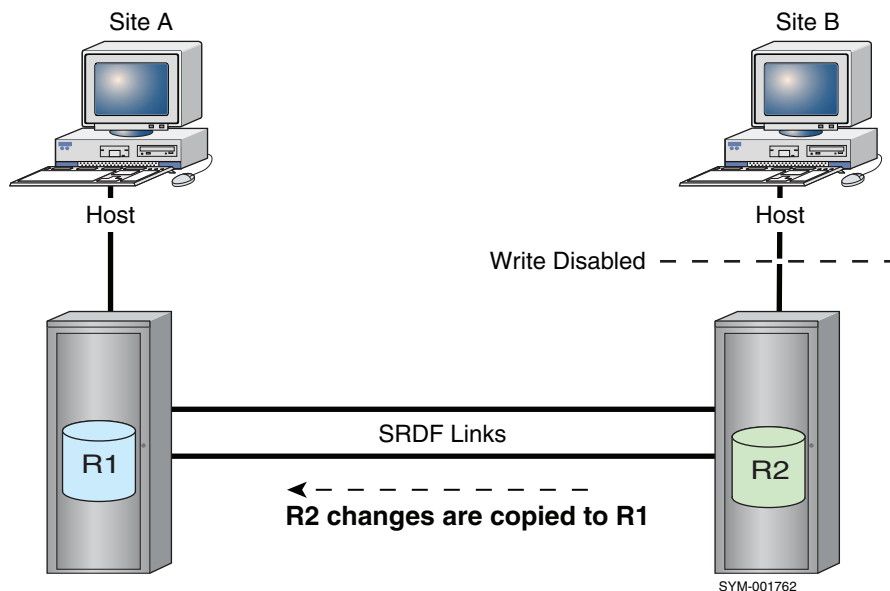 Site A
Site B
Host
Host
Write Disabled
SRDF Links
R1
R2
R2 changes are copied to R1
SYM-001762